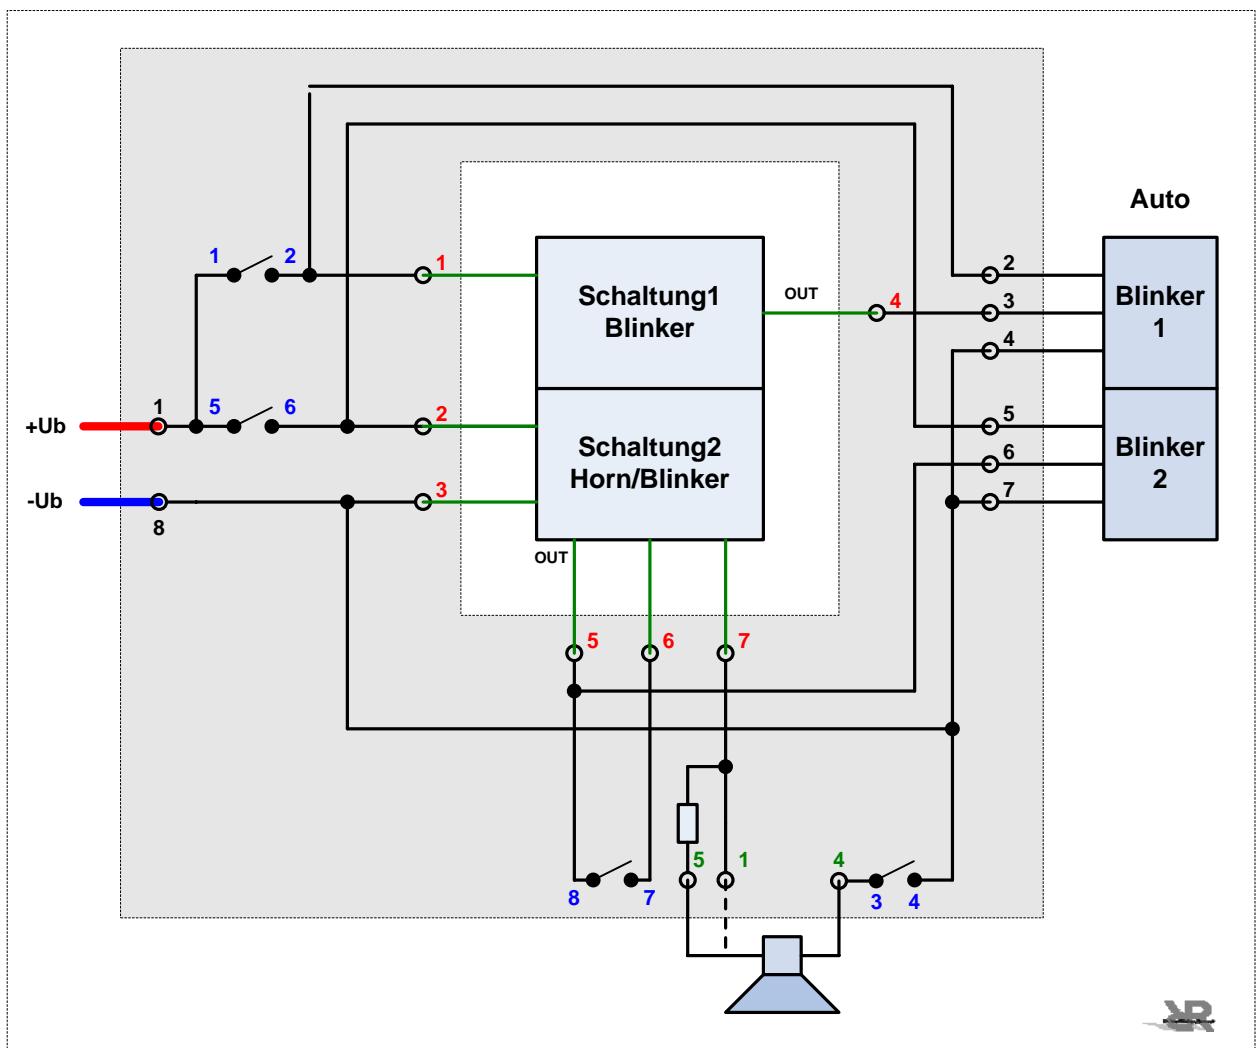 Auto
1 2 1 2
Schaltung1
Blinker
OUT 4 3
Blinker
1
4
+Ub 1 5 6 2 5
Schaltung2
Horn/Blinker
6
Blinker
2
-Ub 3 7
8
OUT
5 6 7
5 1 4
8 7 3 4